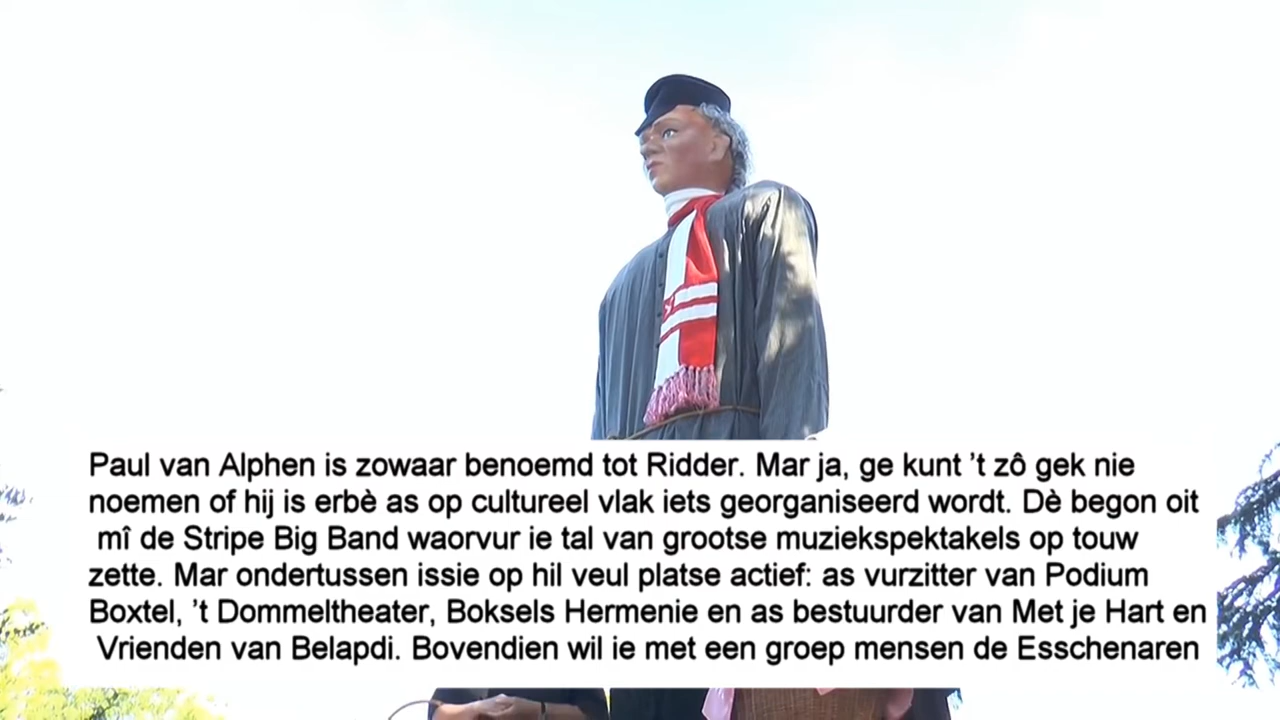 Paul van Alphen is zowaar benoemd tot Ridder. Mar ja, ge kunt ’t zô gek nie
noemen of hij is erbè as op cultureel vlak iets georganiseerd wordt. Dè begon oit
mî de Stripe Big Band waorvur ie tal van grootse muziekspektakels op touw
zette. Mar ondertussen issie op hil veul platse actief: as vurzitter van Podium
Boxtel, ’t Dommeltheater, Boksels Hermenie en as bestuurder van Met je Hart en
Vrienden van Belapdi. Bovendien wil ie met een groep mensen de Esschenaren